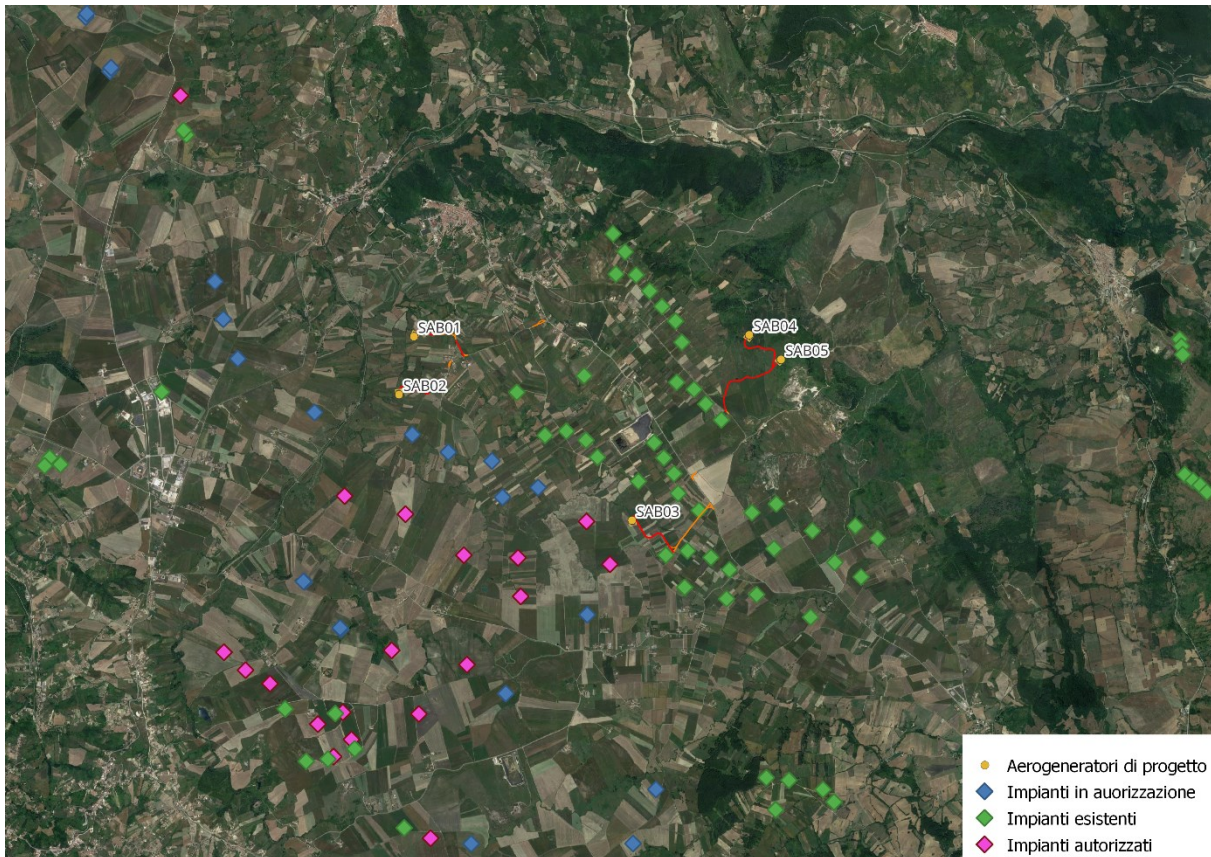 SAB01
SAB04
SAB05
SAB02
SAB03
Aerogeneratori di progetto
Impianti in auorizzazione
Impianti esistenti
Impianti autorizzati